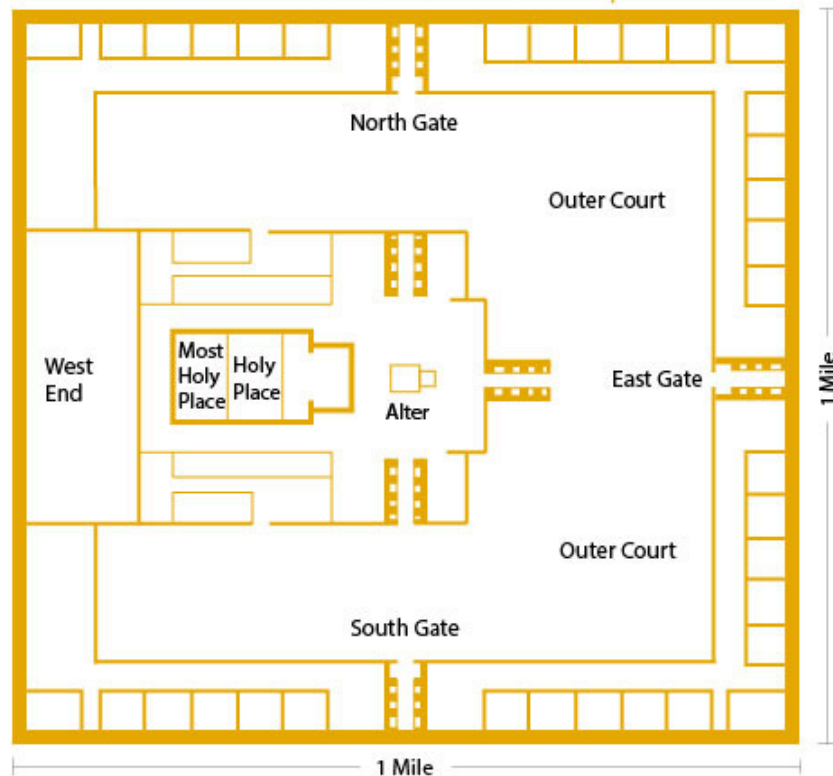 North Gate
Outer Court
West
End
Most
Holy
Place
Holy
Place
Alter
East Gate
1 Mile
Outer Court
South Gate
1 Mile